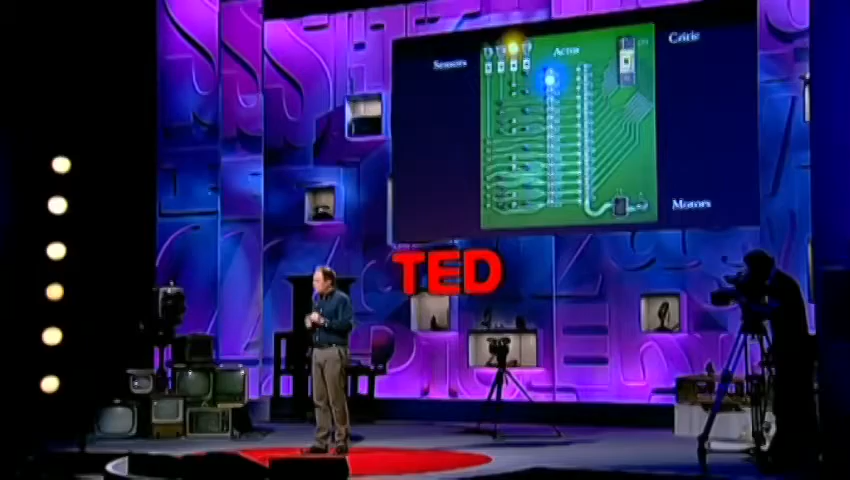 Critic
Actor
Sensors
Motors
TED